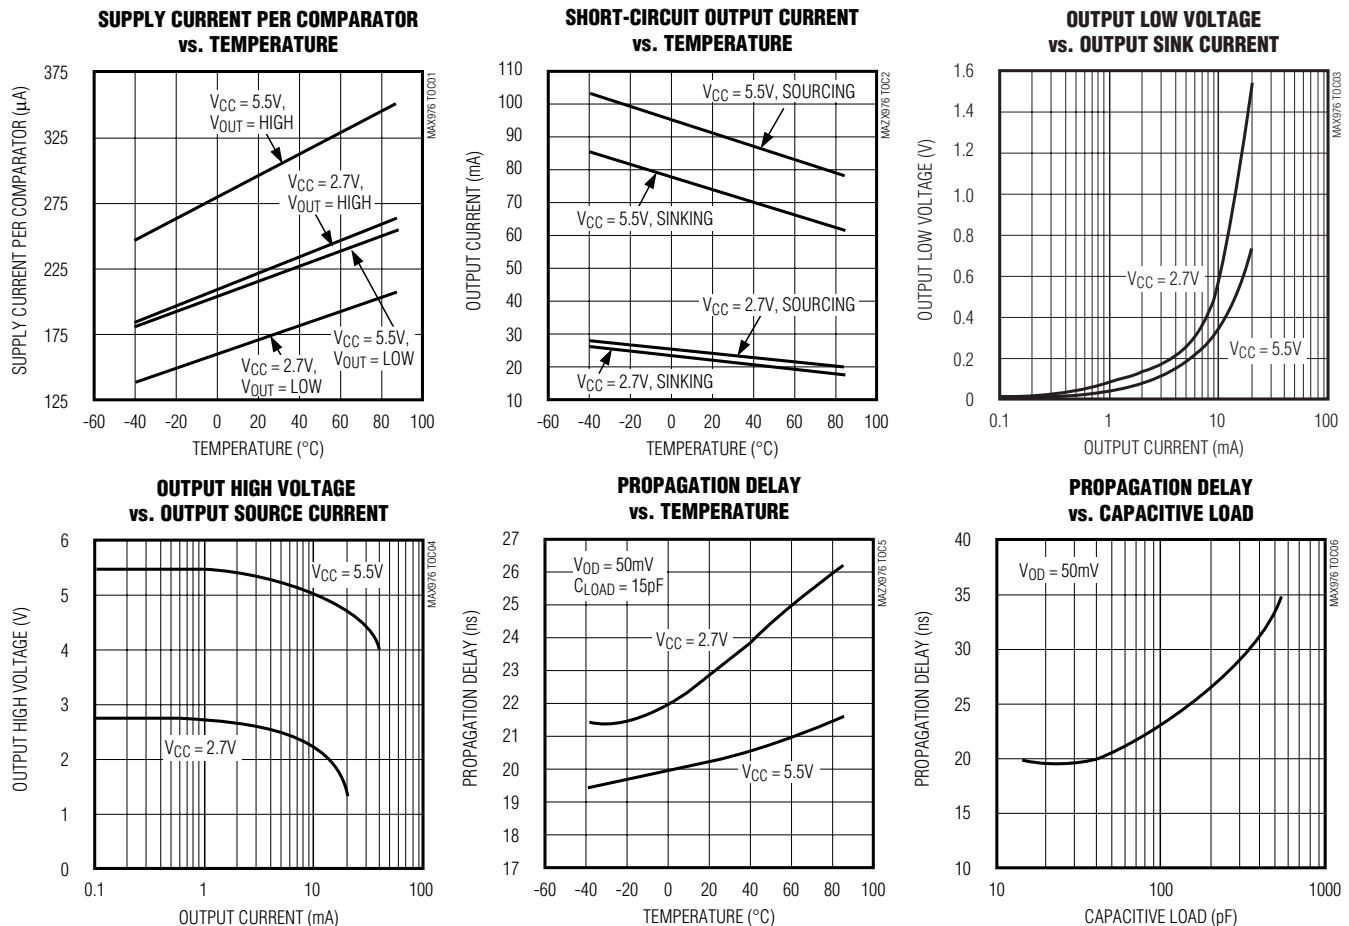 SUPPLY CURRENT PER COMPARATOR
vs. TEMPERATURE
375
325
275
225
175
125
SUPPLY CURRENT PER COMPARATOR (µA)
VCC = 5.5V,
VOUT = HIGH
VCC = 2.7V,
VOUT = HIGH
VCC = 5.5V,
VOUT = LOW
VCC = 2.7V,
VOUT = LOW
MAX976 TOC01
-60 -40 -20 0 20 40 60 80 100
TEMPERATURE (°C)
SHORT-CIRCUIT OUTPUT CURRENT
vs. TEMPERATURE
110
100
90
80
70
60
50
40
30
20
10
OUTPUT CURRENT (mA)
VCC = 5.5V, SOURCING
VCC = 5.5V, SINKING
VCC = 2.7V, SOURCING
VCC = 2.7V, SINKING
MAZX976 TOC2
-60 -40 -20 0 20 40 60 80 100
TEMPERATURE (°C)
OUTPUT LOW VOLTAGE
vs. OUTPUT SINK CURRENT
1.6
1.4
1.2
1.0
0.8
0.6
0.4
0.2
0
OUTPUT LOW VOLTAGE (V)
VCC = 2.7V
VCC = 5.5V
MAX976 TOC03
0.1 1 10 100
OUTPUT CURRENT (mA)
OUTPUT HIGH VOLTAGE
vs. OUTPUT SOURCE CURRENT
6
5
4
3
2
1
0
OUTPUT HIGH VOLTAGE (V)
VCC = 5.5V
VCC = 2.7V
MAX976 TOC04
0.1 1 10 100
OUTPUT CURRENT (mA)
PROPAGATION DELAY
vs. TEMPERATURE
27
26
25
24
23
22
21
20
19
18
17
PROPAGATION DELAY (ns)
VOD = 50mV
CLOAD = 15pF
VCC = 2.7V
VCC = 5.5V
MAZX976 TOC5
-60 -40 -20 0 20 40 60 80 100
TEMPERATURE (°C)
PROPAGATION DELAY
vs. CAPACITIVE LOAD
40
35
30
25
20
15
10
PROPAGATION DELAY (ns)
VOD = 50mV
MAX976 TOC06
10 100 1000
CAPACITIVE LOAD (pF)